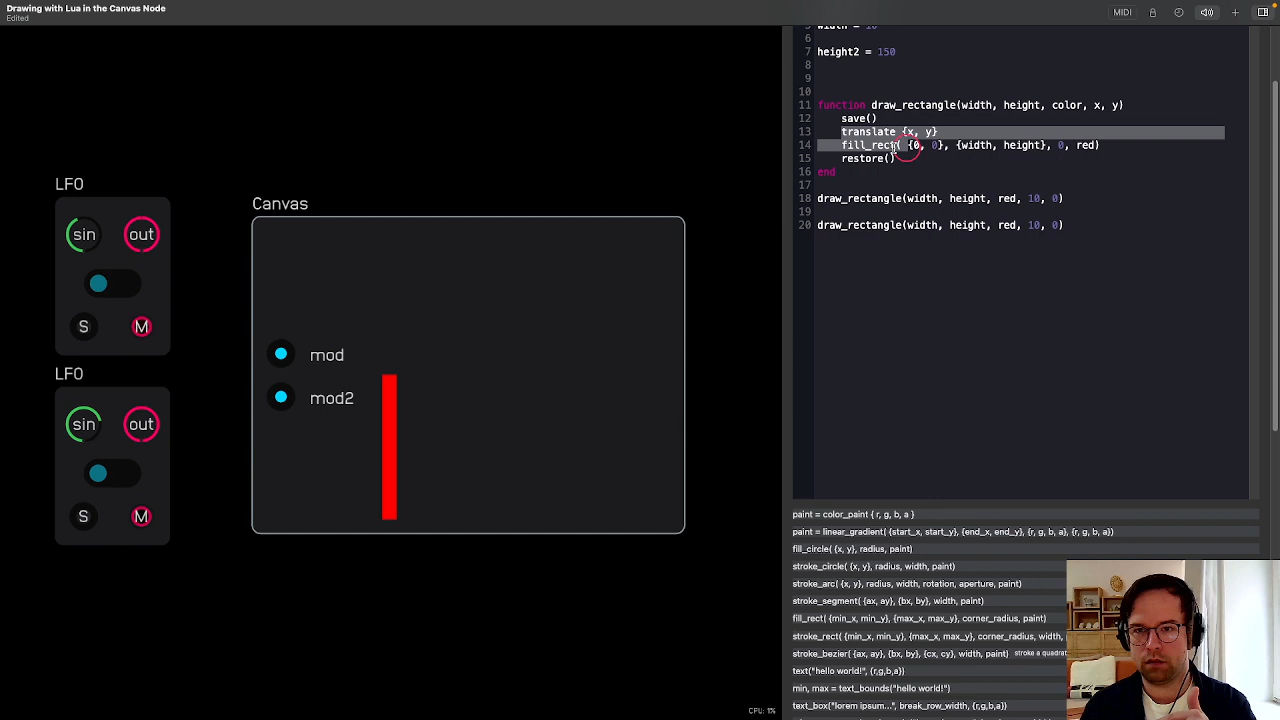 Drawing with Lua in the Canvas Node
Edited
MIDI
LFO
sin
out
S
M
LFO
sin
out
S
M
Canvas
mod
mod2
CPU: 1%
5 width = 10
6
7 height2 = 150
8
9
10
11 function draw_rectangle(width, height, color, x, y)
12 save()
13 translate {x, y}
14 fill_rect( {0, 0}, {width, height}, 0, red)
15 restore()
16 end
17
18 draw_rectangle(width, height, red, 10, 0)
19
20 draw_rectangle(width, height, red, 10, 0)
paint = color_paint { r, g, b, a }
paint = linear_gradient( {start_x, start_y}, {end_x, end_y}, {r, g, b, a}, {r, g, b, a})
fill_circle( {x, y}, radius, paint)
stroke_circle( {x, y}, radius, width, paint)
stroke_arc( {x, y}, radius, width, rotation, aperture, paint)
stroke_segment( {ax, ay}, {bx, by}, width, paint)
fill_rect( {min_x, min_y}, {max_x, max_y}, corner_radius, paint)
stroke_rect( {min_x, min_y}, {max_x, max_y}, corner_radius, width,
stroke_bezier( {ax, ay}, {bx, by}, {cx, cy}, width, paint) stroke a quadrat
text("hello world!", {r,g,b,a})
min, max = text_bounds("hello world!")
text_box("lorem ipsum...", break_row_width, {r,g,b,a})